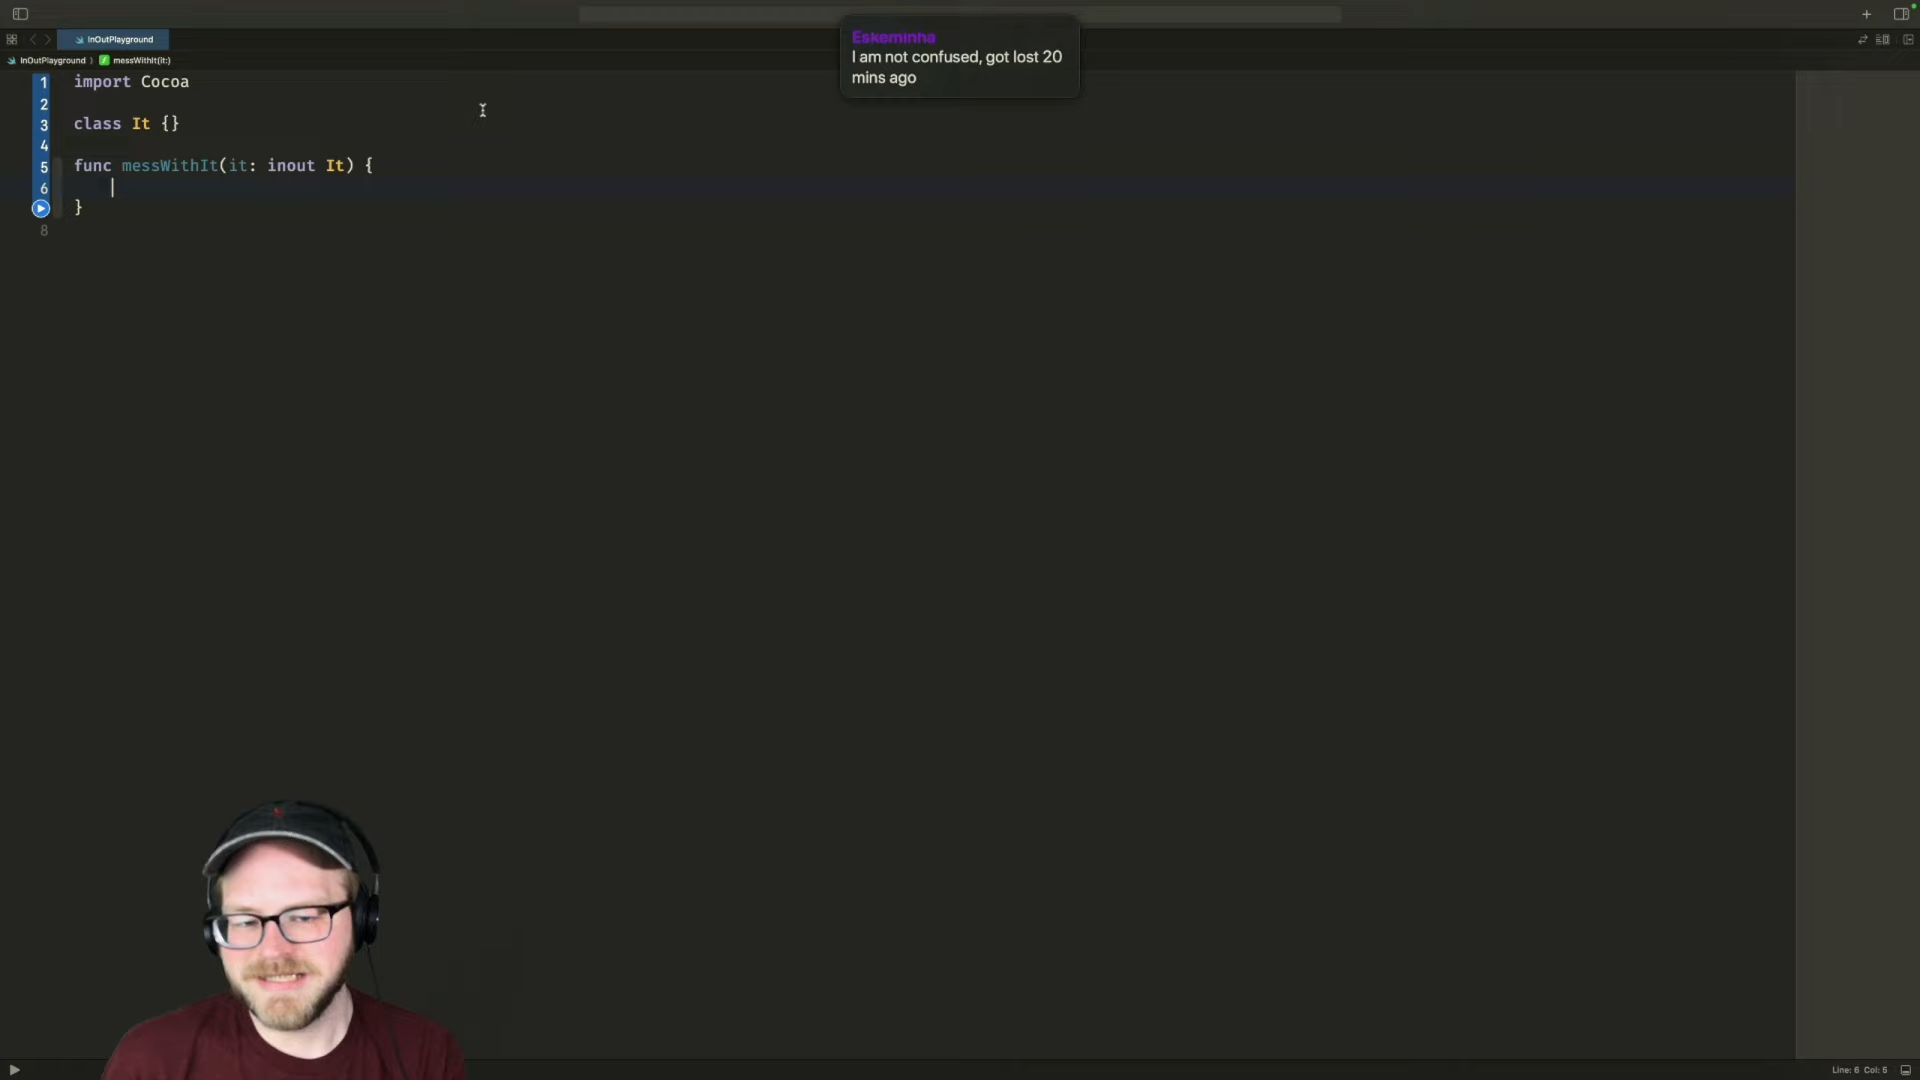 InOutPlayground
InOutPlayground ⟩ messWithIt(it:)
Eskeminha
I am not confused, got lost 20
mins ago
1 import Cocoa
2
3 class It {}
4
5 func messWithIt(it: inout It) {
6
}
8
Line: 6 Col: 5